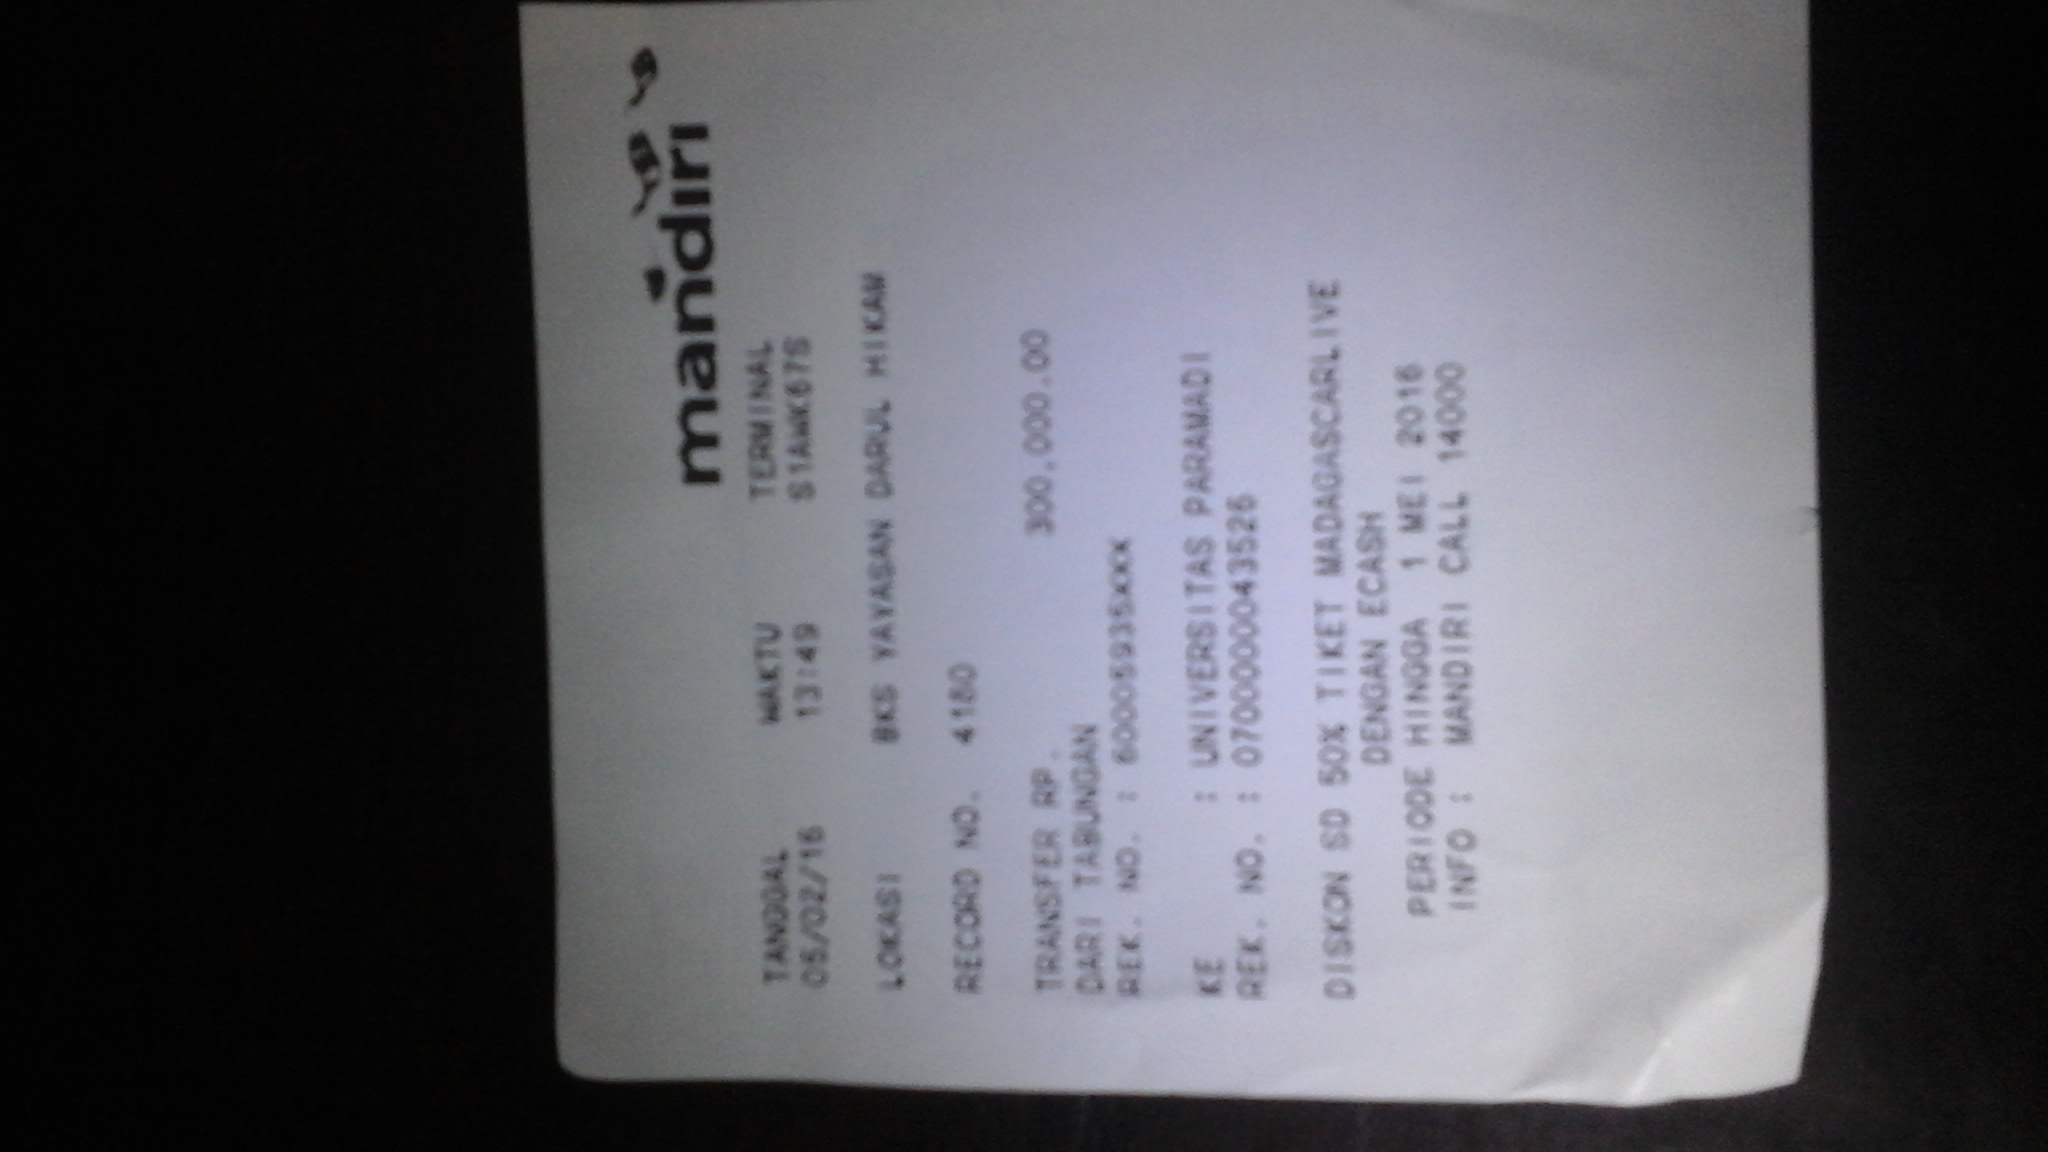 mandiri
TANGGAL WAKTU TERMINAL
05/02/16 13:49 S1AWK67S
LOKASI BKS YAYASAN DARUL HIKAM
RECORD NO. 4180
TRANSFER RP. 300,000.00
DARI TABUNGAN
REK. NO. : 60005935XXX
KE : UNIVERSITAS PARAMADI
REK. NO. : 0700000043526
DISKON SD 50% TIKET MADAGASCARLIVE
DENGAN ECASH
PERIODE HINGGA 1 MEI 2016
INFO : MANDIRI CALL 14000